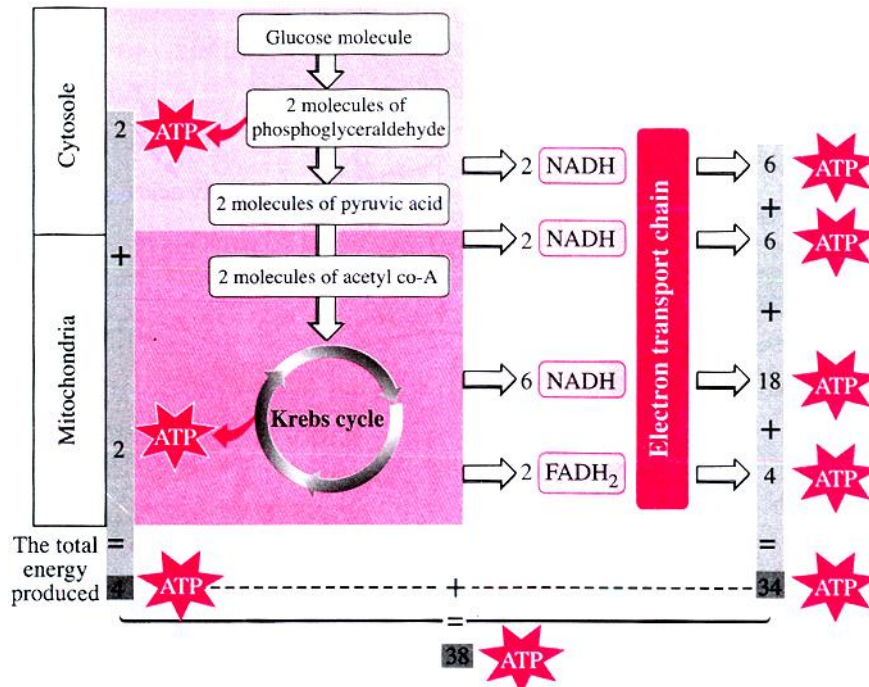 Glucose molecule
Cytosole
2
ATP
2 molecules of
phosphoglyceraldehyde
2 NADH
6
ATP
+
2 molecules of pyruvic acid
2 NADH
6
ATP
+
Mitochondria
2 molecules of acetyl co-A
Electron transport chain
+
6 NADH
18
ATP
Krebs cycle
ATP
2
+
2 FADH2
4
ATP
The total
energy
produced
=
4
ATP
+
=
34
ATP
=
38
ATP